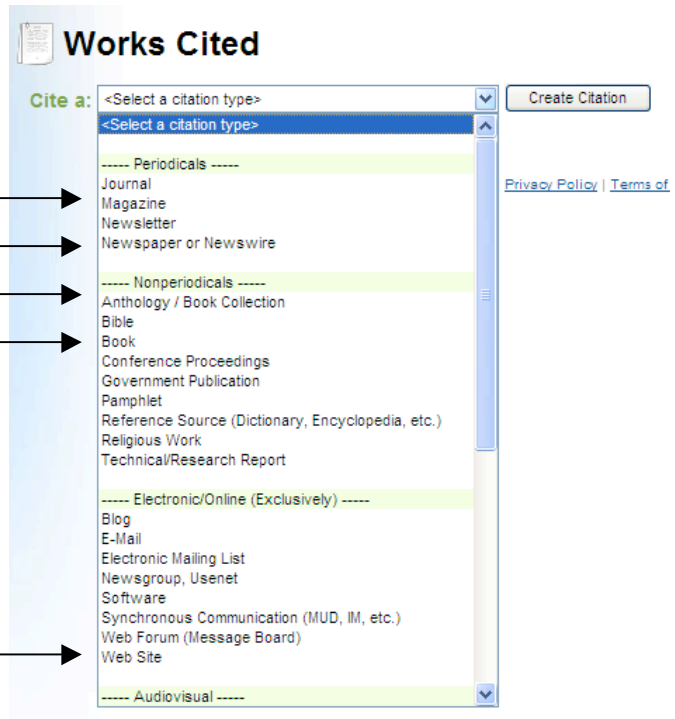 Works Cited
Cite a: <Select a citation type> Create Citation
<Select a citation type>
----- Periodicals -----
Journal
Privacy Policy | Terms of
Magazine
Newsletter
Newspaper or Newswire
----- Nonperiodicals -----
Anthology / Book Collection
Bible
Book
Conference Proceedings
Government Publication
Pamphlet
Reference Source (Dictionary, Encyclopedia, etc.)
Religious Work
Technical/Research Report
----- Electronic/Online (Exclusively) -----
Blog
E-Mail
Electronic Mailing List
Newsgroup, Usenet
Software
Synchronous Communication (MUD, IM, etc.)
Web Forum (Message Board)
Web Site
----- Audiovisual -----